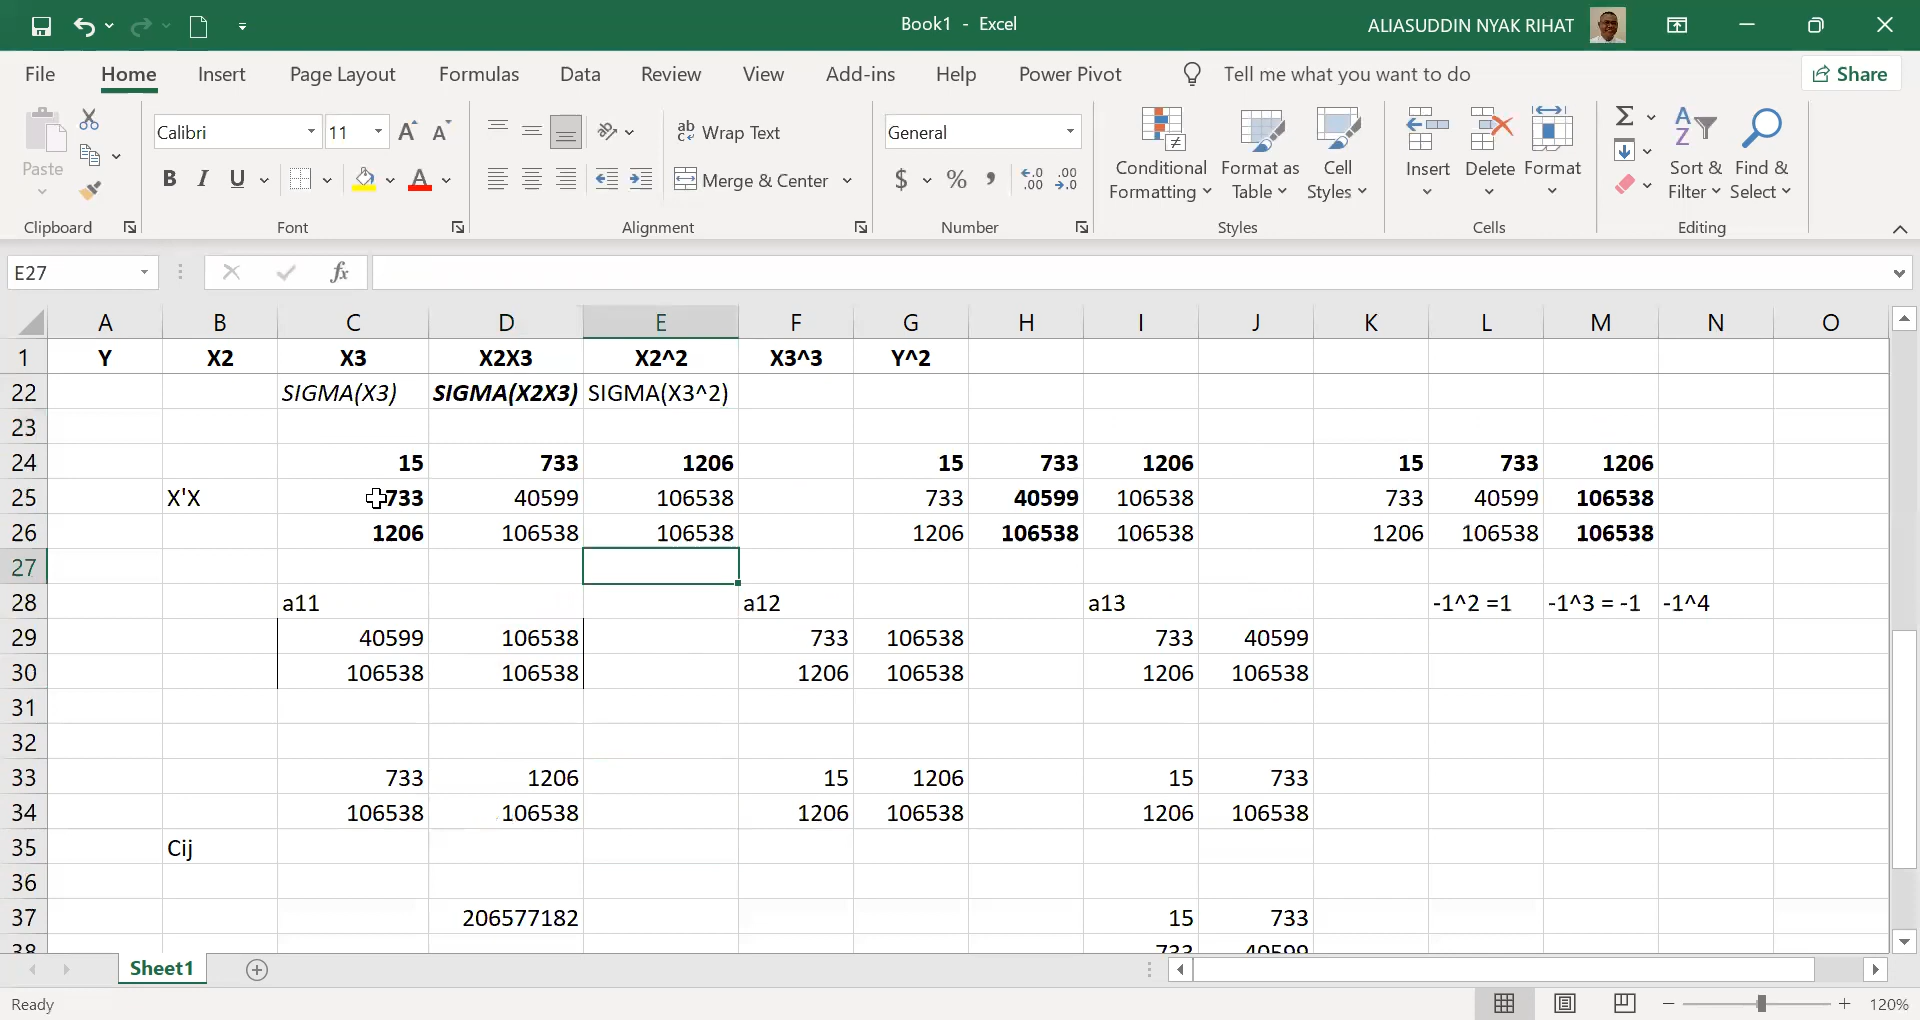 Book1 - Excel
ALIASUDDIN NYAK RIHAT
File Home Insert Page Layout Formulas Data Review View Add-ins Help Power Pivot Tell me what you want to do Share
Calibri 11 A A ab Wrap Text General Σ
Paste B I U A Merge & Center $ % , .00 .00
Conditional Formatting Format as Table Cell Styles Insert Delete Format Sort & Filter Find & Select
Clipboard Font Alignment Number Styles Cells Editing
E27 fx
A B C D E F G H I J K L M N O
1 Y X2 X3 X2X3 X2^2 X3^3 Y^2
22 SIGMA(X3) SIGMA(X2X3) SIGMA(X3^2)
23
24 15 733 1206 15 733 1206 15 733 1206
25 X'X 733 40599 106538 733 40599 106538 733 40599 106538
26 1206 106538 106538 1206 106538 106538 1206 106538 106538
27
28 a11 a12 a13 -1^2 =1 -1^3 = -1 -1^4
29 40599 106538 733 106538 733 40599
30 106538 106538 1206 106538 1206 106538
31
32
33 733 1206 15 1206 15 733
34 106538 106538 1206 106538 1206 106538
35 Cij
36
37 206577182 15 733
38 733 40599
Sheet1
Ready 120%